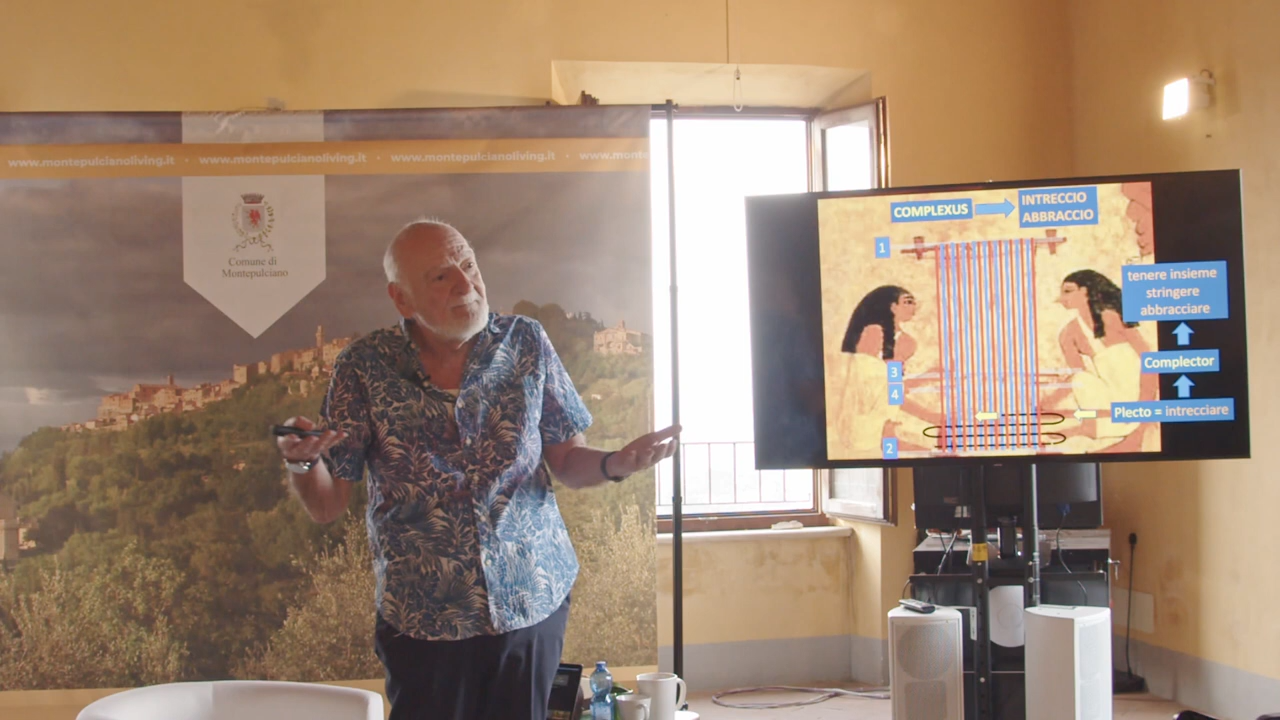 www.montepulcianoliving.it · www.montepulcianoliving.it · www.montepulcianoliving.it · www.monte
Comune di
Montepulciano
COMPLEXUS
INTRECCIO
ABBRACCIO
1
tenere insieme
stringere
abbracciare
Complector
3
4
Plecto = intrecciare
2